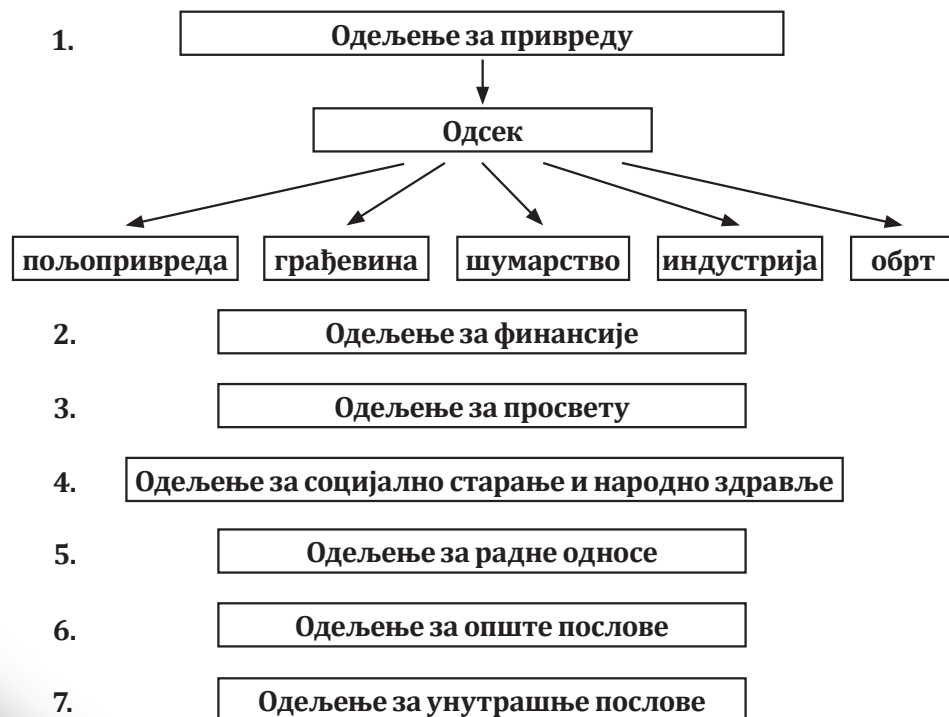 1. Одељење за привреду
Одсек
пољопривреда грађевина шумарство индустрија обрт
2. Одељење за финансије
3. Одељење за просвету
4. Одељење за социјално старање и народно здравље
5. Одељење за радне односе
6. Одељење за опште послове
7. Одељење за унутрашње послове